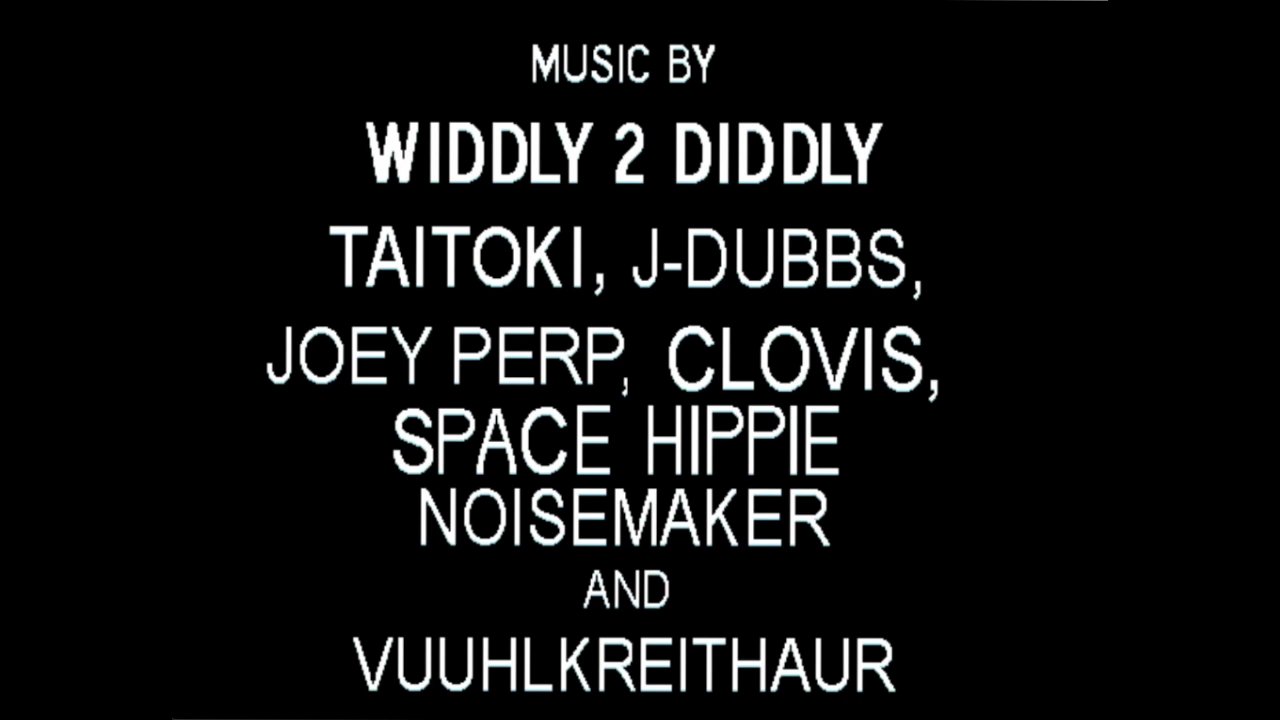 MUSIC BY
WIDDLY 2 DIDDLY
TAITOKI, J-DUBBS,
JOEY PERP, CLOVIS,
SPACE HIPPIE
NOISEMAKER
AND
VUUHLKREITHAUR